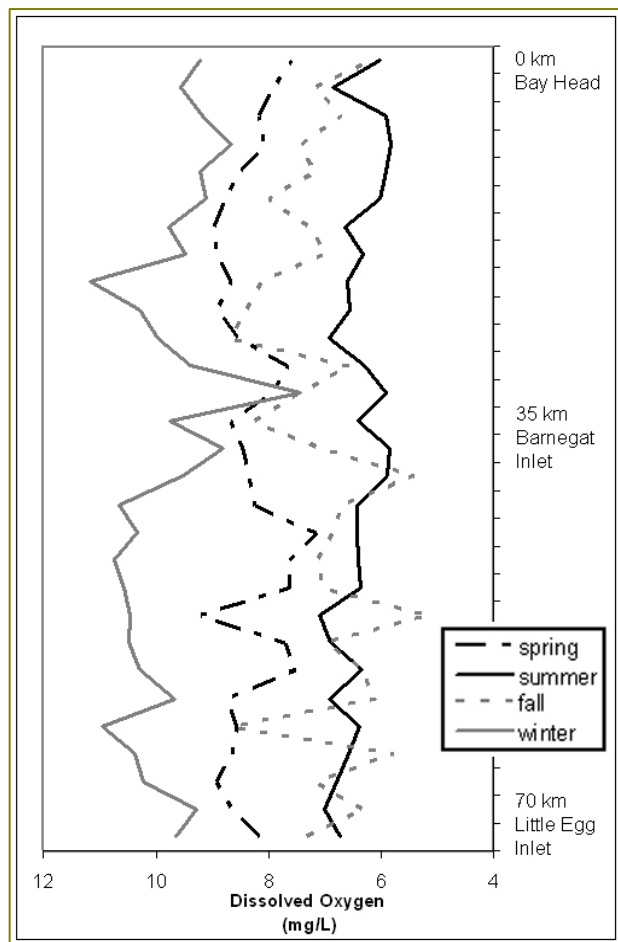 0 km
Bay Head
35 km
Barnegat
Inlet
spring
summer
fall
winter
70 km
Little Egg
Inlet
12 10 8 6 4
Dissolved Oxygen
(mg/L)